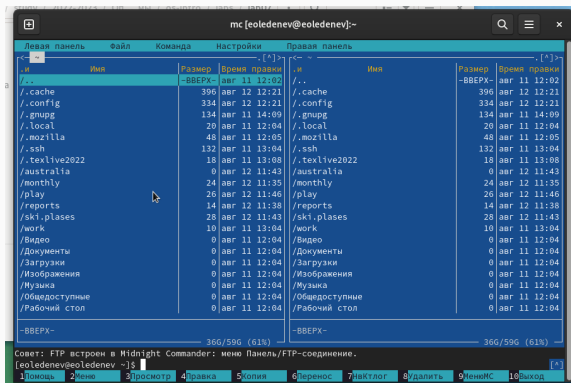 mc [eoledenev@eoledenev]:~
Левая панель Файл Команда Настройки Правая панель
<─ ~ ─.[^]>
.и Имя Размер Время правки
/.. -ВВЕРХ- авг 11 12:02
/.cache 396 авг 12 12:21
/.config 334 авг 12 12:21
/.gnupg 134 авг 11 14:09
/.local 20 авг 11 12:04
/.mozilla 48 авг 11 12:05
/.ssh 132 авг 11 13:04
/.texlive2022 18 авг 11 13:08
/australia 0 авг 12 11:43
/monthly 24 авг 12 11:35
/play 26 авг 12 11:46
/reports 14 авг 12 11:38
/ski.plases 28 авг 12 11:43
/work 10 авг 11 13:04
/Видео 0 авг 11 12:04
/Документы 0 авг 11 12:04
/Загрузки 0 авг 11 12:04
/Изображения 0 авг 11 12:04
/Музыка 0 авг 11 12:04
/Общедоступные 0 авг 11 12:04
/Рабочий стол 0 авг 11 12:04
-ВВЕРХ-
36G/59G (61%)
<─ ~ ─.[^]>
.и Имя Размер Время правки
/.. -ВВЕРХ- авг 11 12:02
/.cache 396 авг 12 12:21
/.config 334 авг 12 12:21
/.gnupg 134 авг 11 14:09
/.local 20 авг 11 12:04
/.mozilla 48 авг 11 12:05
/.ssh 132 авг 11 13:04
/.texlive2022 18 авг 11 13:08
/australia 0 авг 12 11:43
/monthly 24 авг 12 11:35
/play 26 авг 12 11:46
/reports 14 авг 12 11:38
/ski.plases 28 авг 12 11:43
/work 10 авг 11 13:04
/Видео 0 авг 11 12:04
/Документы 0 авг 11 12:04
/Загрузки 0 авг 11 12:04
/Изображения 0 авг 11 12:04
/Музыка 0 авг 11 12:04
/Общедоступные 0 авг 11 12:04
/Рабочий стол 0 авг 11 12:04
-ВВЕРХ-
36G/59G (61%)
Совет: FTP встроен в Midnight Commander: меню Панель/FTP-соединение.
[eoledenev@eoledenev ~]$ [^]
1Помощь 2Меню 3Просмотр 4Правка 5Копия 6Перенос 7НвКтлог 8Удалить 9МенюMC 10Выход